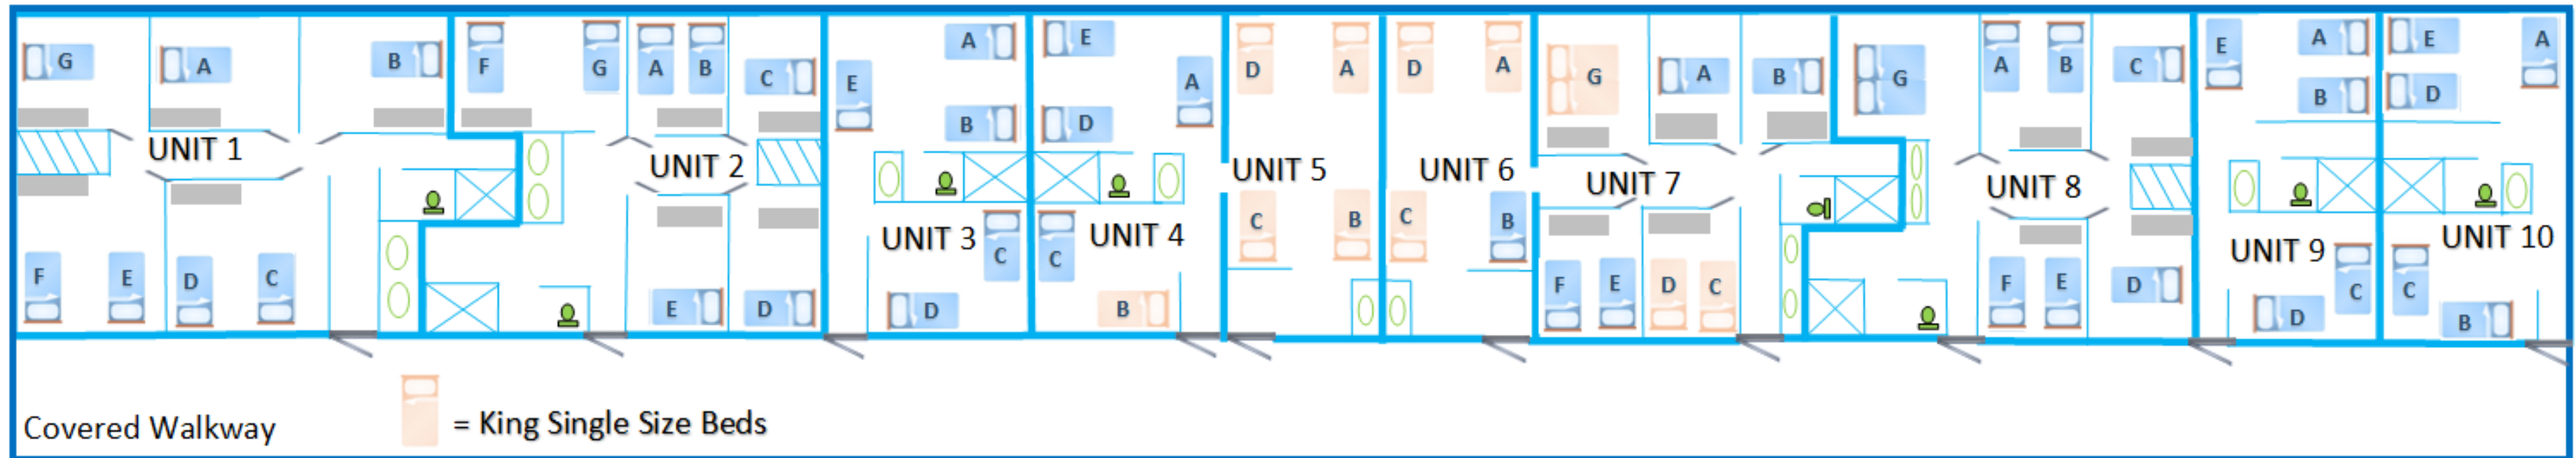 G
A
B
UNIT 1
F
E
D
C
F
G
A
B
C
UNIT 2
E
D
A
E
B
UNIT 3
C
D
E
A
D
UNIT 4
C
B
D
A
UNIT 5
C
B
D
A
UNIT 6
C
B
G
A
B
UNIT 7
F
E
D
C
G
A
B
C
UNIT 8
F
E
D
E
A
B
UNIT 9
C
D
E
A
D
UNIT 10
C
B
Covered Walkway
= King Single Size Beds